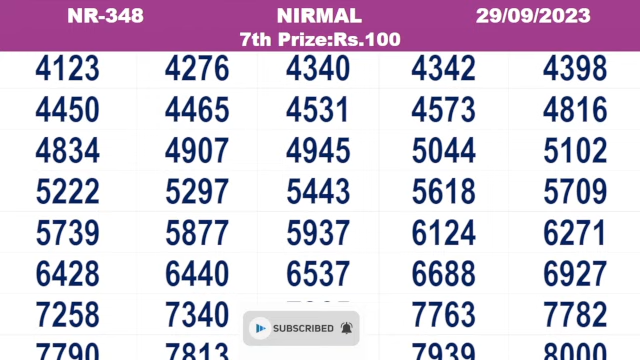 NR-348 NIRMAL 29/09/2023
7th Prize:Rs.100
4123 4276 4340 4342 4398
4450 4465 4531 4573 4816
4834 4907 4945 5044 5102
5222 5297 5443 5618 5709
5739 5877 5937 6124 6271
6428 6440 6537 6688 6927
7258 7340 7763 7782
SUBSCRIBED
7790 7813 7939 8000